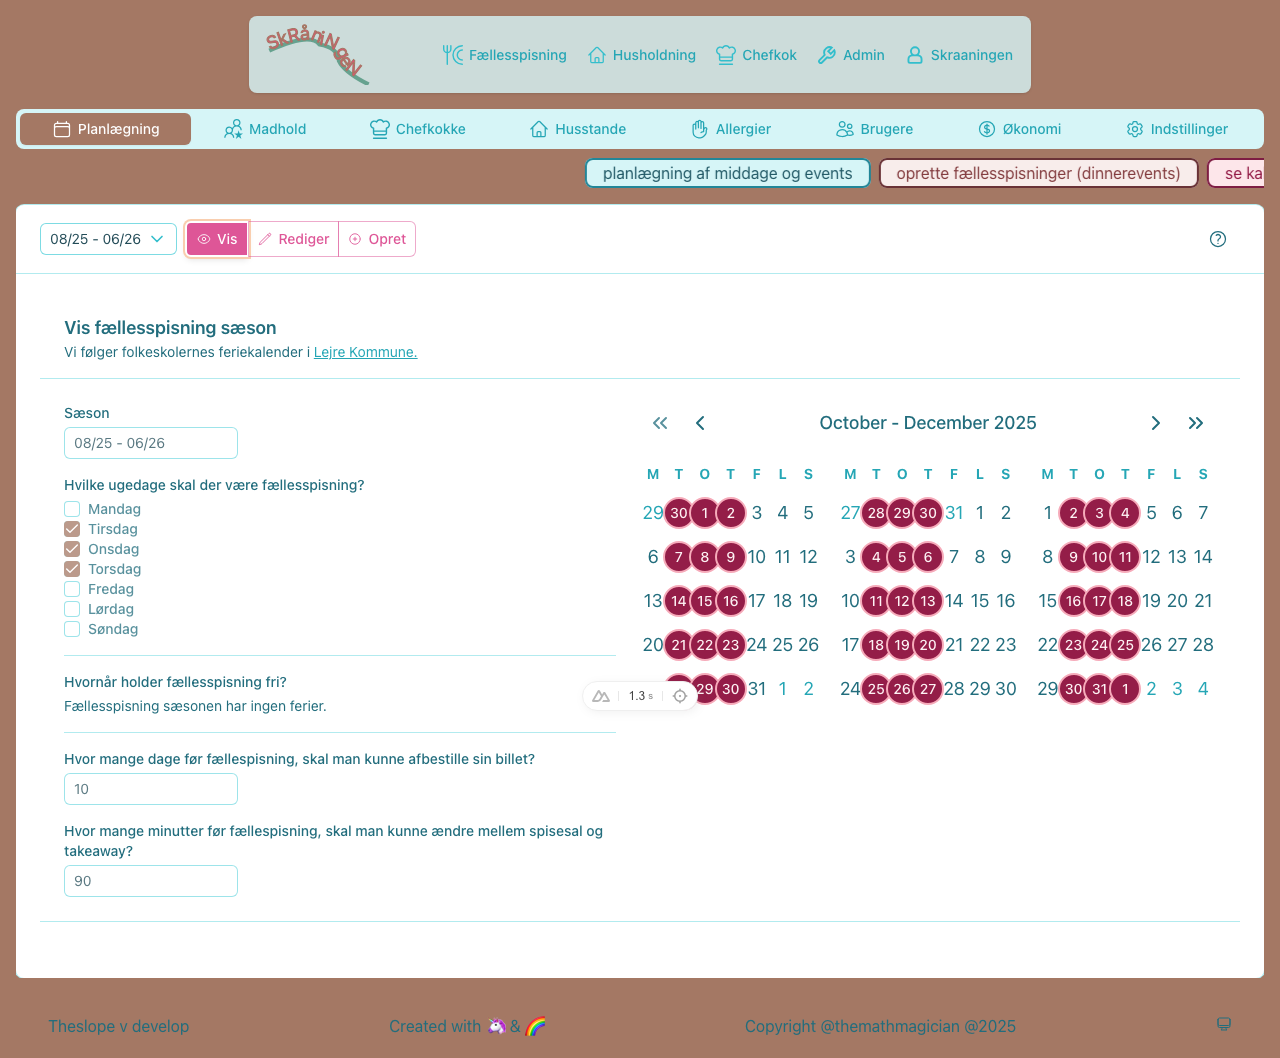 SkRåniNgeN
Fællesspisning Husholdning Chefkok Admin Skraaningen
Planlægning Madhold Chefkokke Husstande Allergier Brugere Økonomi Indstillinger
planlægning af middage og events oprette fællesspisninger (dinnerevents) se ka
08/25 - 06/26 Vis Rediger Opret
Vis fællesspisning sæson
Vi følger folkeskolernes feriekalender i Lejre Kommune.
Sæson
08/25 - 06/26
Hvilke ugedage skal der være fællesspisning?
Mandag
Tirsdag
Onsdag
Torsdag
Fredag
Lørdag
Søndag
Hvornår holder fællesspisning fri?
Fællesspisning sæsonen har ingen ferier.
Hvor mange dage før fællespisning, skal man kunne afbestille sin billet?
10
Hvor mange minutter før fællespisning, skal man kunne ændre mellem spisesal og
takeaway?
90
October - December 2025
M T O T F L S M T O T F L S M T O T F L S
29 30 1 2 3 4 5 27 28 29 30 31 1 2 1 2 3 4 5 6 7
6 7 8 9 10 11 12 3 4 5 6 7 8 9 8 9 10 11 12 13 14
13 14 15 16 17 18 19 10 11 12 13 14 15 16 15 16 17 18 19 20 21
20 21 22 23 24 25 26 17 18 19 20 21 22 23 22 23 24 25 26 27 28
29 30 31 1 2 24 25 26 27 28 29 30 29 30 31 1 2 3 4
1.3 s
Theslope v develop Created with 🦄 & 🌈 Copyright @themathmagician @2025